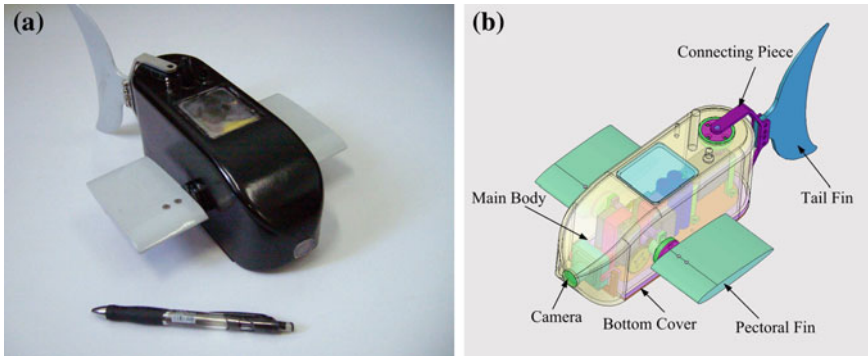 (a)
(b)
Connecting Piece
Tail Fin
Main Body
Camera
Bottom Cover
Pectoral Fin